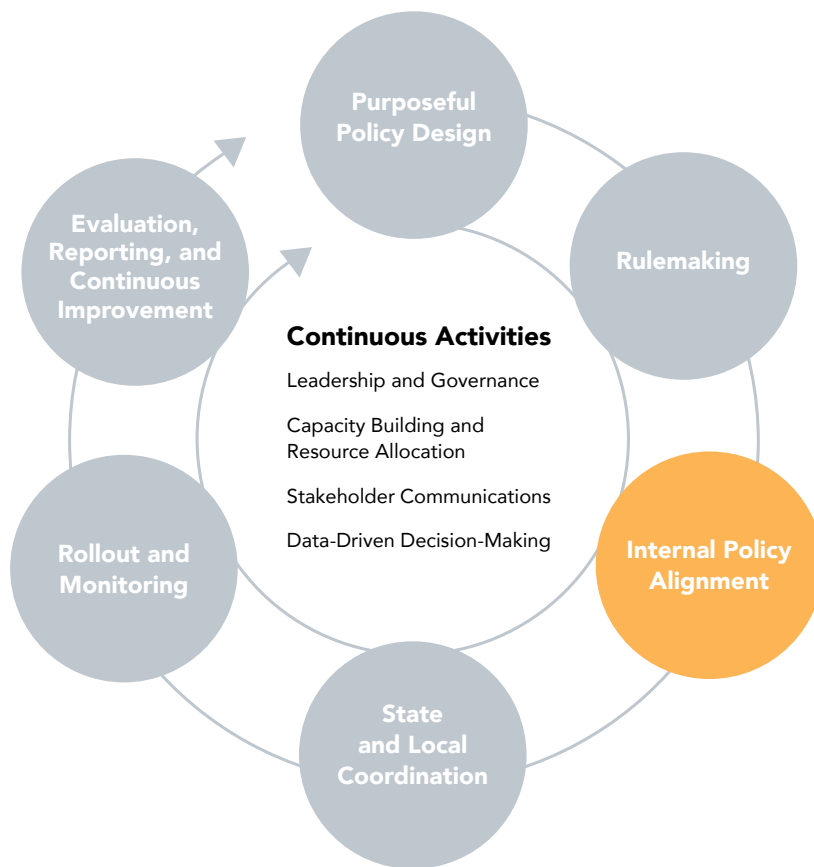 Purposeful
Policy Design
Rulemaking
Internal Policy
Alignment
State
and Local
Coordination
Rollout and
Monitoring
Evaluation,
Reporting, and
Continuous
Improvement
Continuous Activities
Leadership and Governance
Capacity Building and
Resource Allocation
Stakeholder Communications
Data-Driven Decision-Making